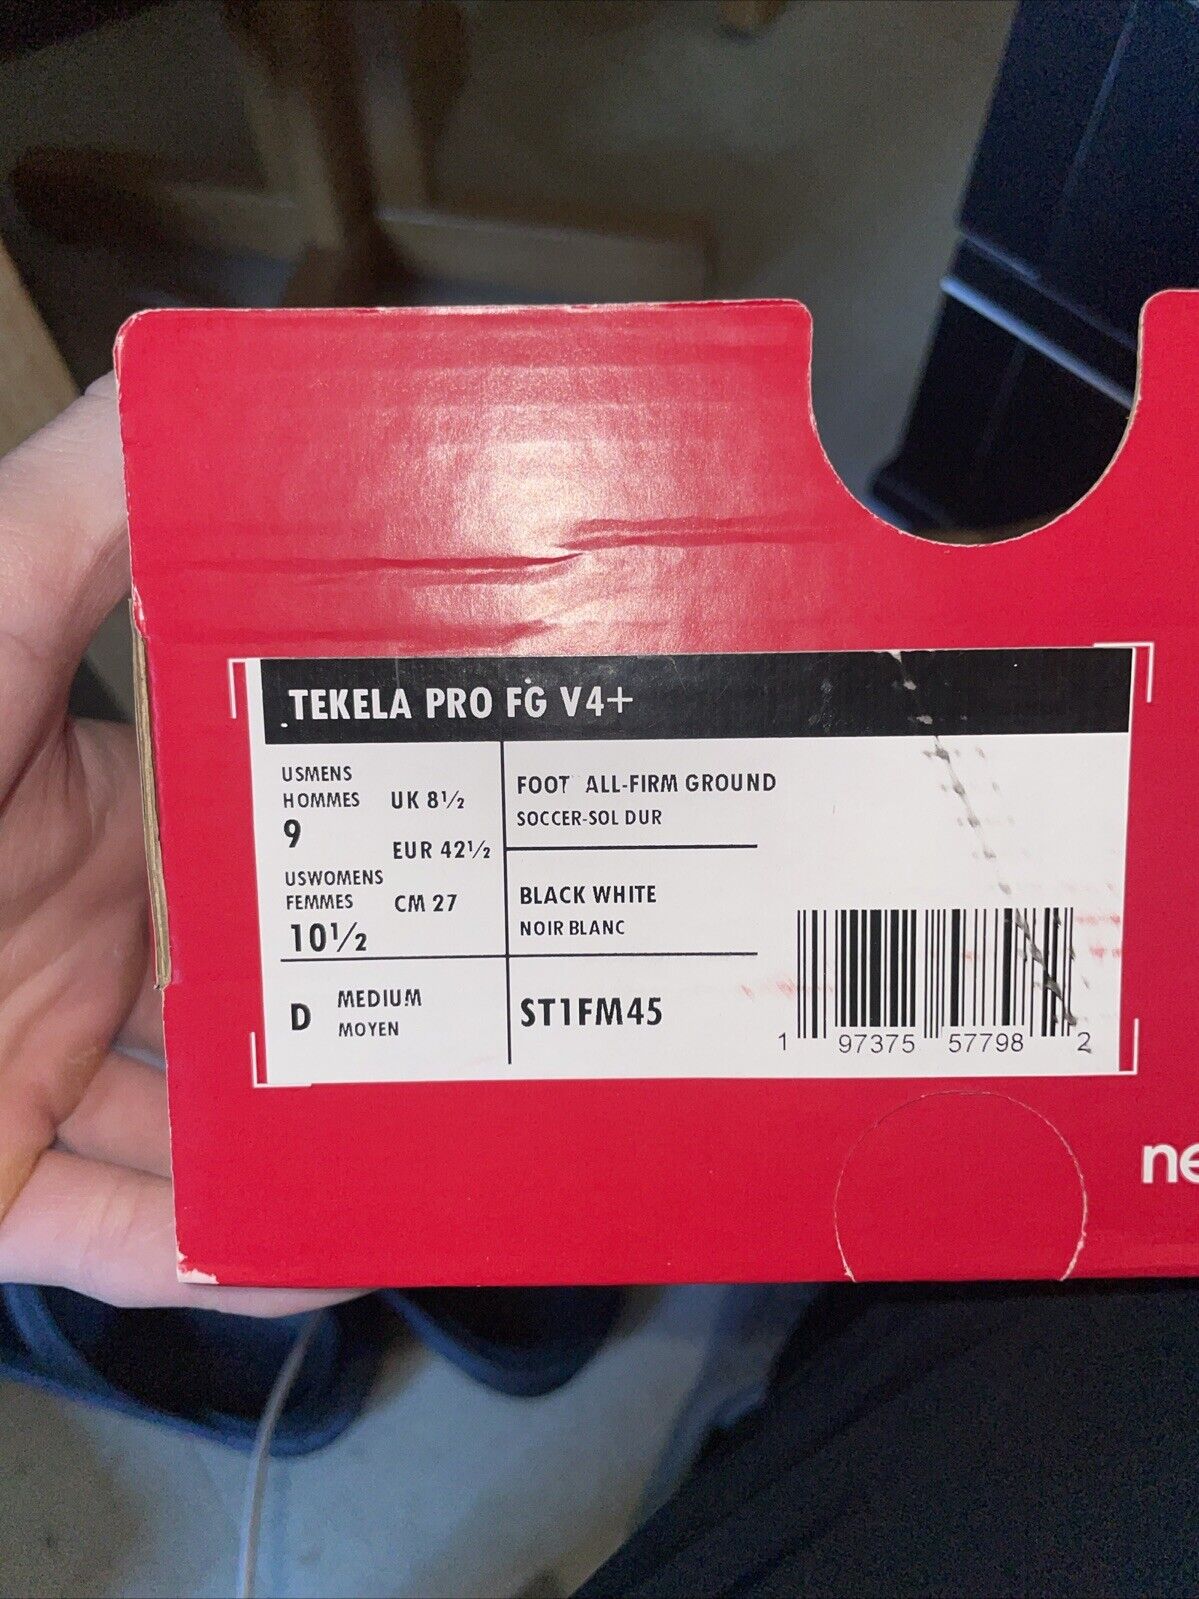 TEKELA PRO FG V4+
USMENS
HOMMES
9
UK 8½
EUR 42½
USWOMENS
FEMMES
10½
CM 27
D MEDIUM
MOYEN
FOOT ALL-FIRM GROUND
SOCCER-SOL DUR
BLACK WHITE
NOIR BLANC
ST1FM45
1 97375 57798 2
ne